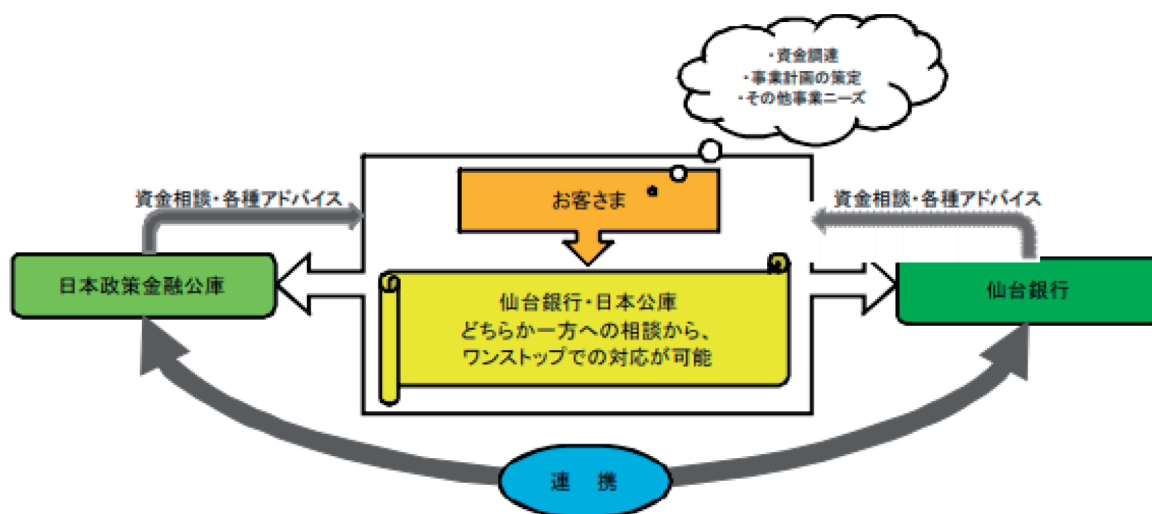 ・資金調達
・事業計画の策定
・その他事業ニーズ
資金相談・各種アドバイス
お客さま
資金相談・各種アドバイス
日本政策金融公庫
仙台銀行・日本公庫
どちらか一方への相談から、
ワンストップでの対応が可能
仙台銀行
連　携